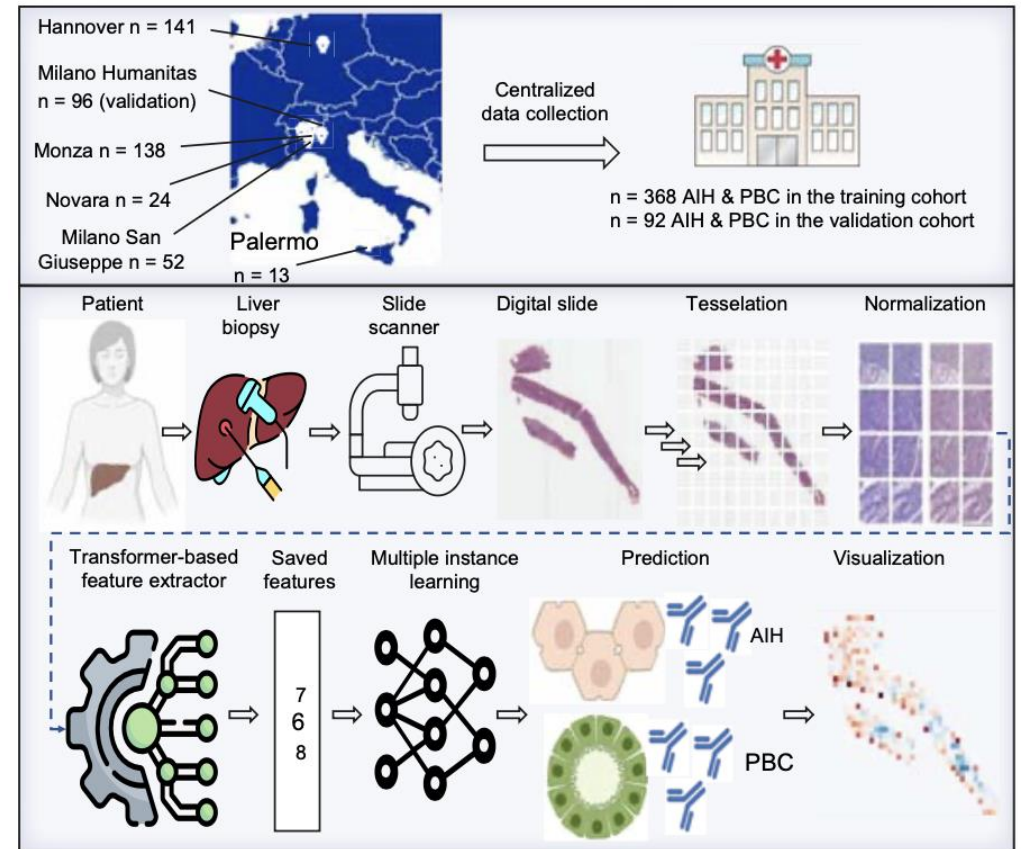 Hannover n = 141
Milano Humanitas
n = 96 (validation)
Monza n = 138
Novara n = 24
Milano San
Giuseppe n = 52
Palermo
n = 13
Centralized
data collection
n = 368 AIH & PBC in the training cohort
n = 92 AIH & PBC in the validation cohort
Patient
Liver
biopsy
Slide
scanner
Digital slide
Tesselation
Normalization
Transformer-based
feature extractor
Saved
features
Multiple instance
learning
Prediction
Visualization
7
6
8
AIH
PBC